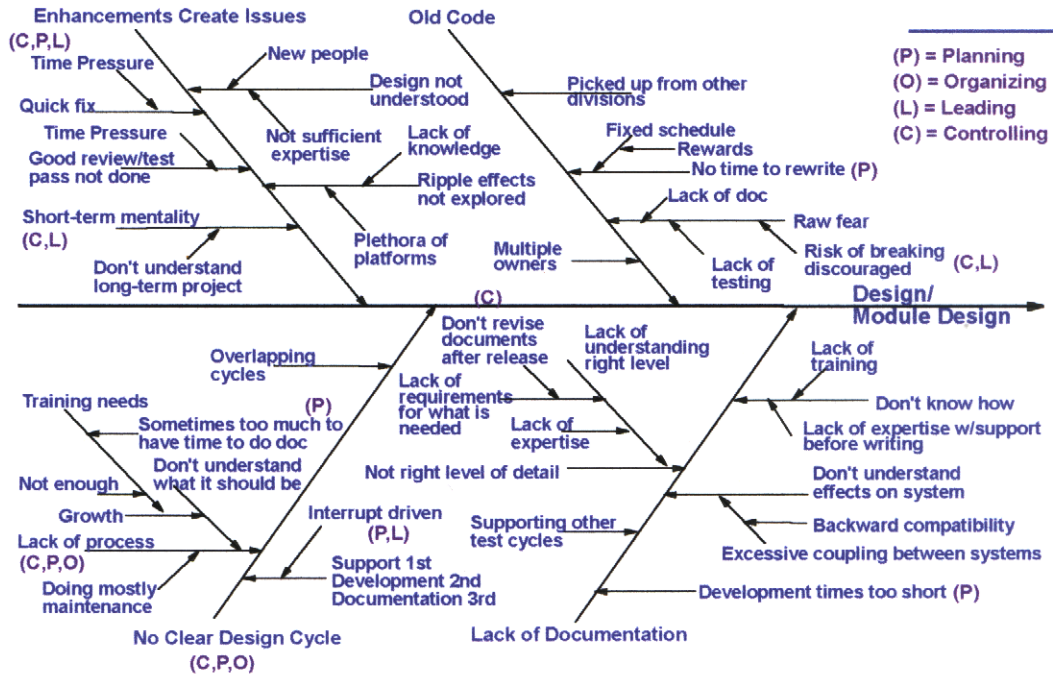 Enhancements Create Issues
(C,P,L)
Time Pressure
Quick fix
Time Pressure
Good review/test
pass not done
Short-term mentality
(C,L)
Don't understand
long-term project
New people
Design not
understood
Not sufficient
expertise
Lack of
knowledge
Ripple effects
not explored
Plethora of
platforms
Old Code
Picked up from other
divisions
Fixed schedule
Rewards
No time to rewrite (P)
Lack of doc
Raw fear
Risk of breaking
discouraged
(C,L)
Lack of
testing
Multiple
owners
(P) = Planning
(O) = Organizing
(L) = Leading
(C) = Controlling
(C)
Design/
Module Design
Overlapping
cycles
(P)
Training needs
Sometimes too much to
have time to do doc
Don't understand
what it should be
Not enough
Growth
Lack of process
(C,P,O)
Doing mostly
maintenance
Interrupt driven
(P,L)
Support 1st
Development 2nd
Documentation 3rd
No Clear Design Cycle
(C,P,O)
Don't revise
documents
after release
Lack of
understanding
right level
Lack of
requirements
for what is
needed
Lack of
expertise
Not right level of detail
Supporting other
test cycles
Lack of Documentation
Lack of
training
Don't know how
Lack of expertise w/support
before writing
Don't understand
effects on system
Backward compatibility
Excessive coupling between systems
Development times too short (P)